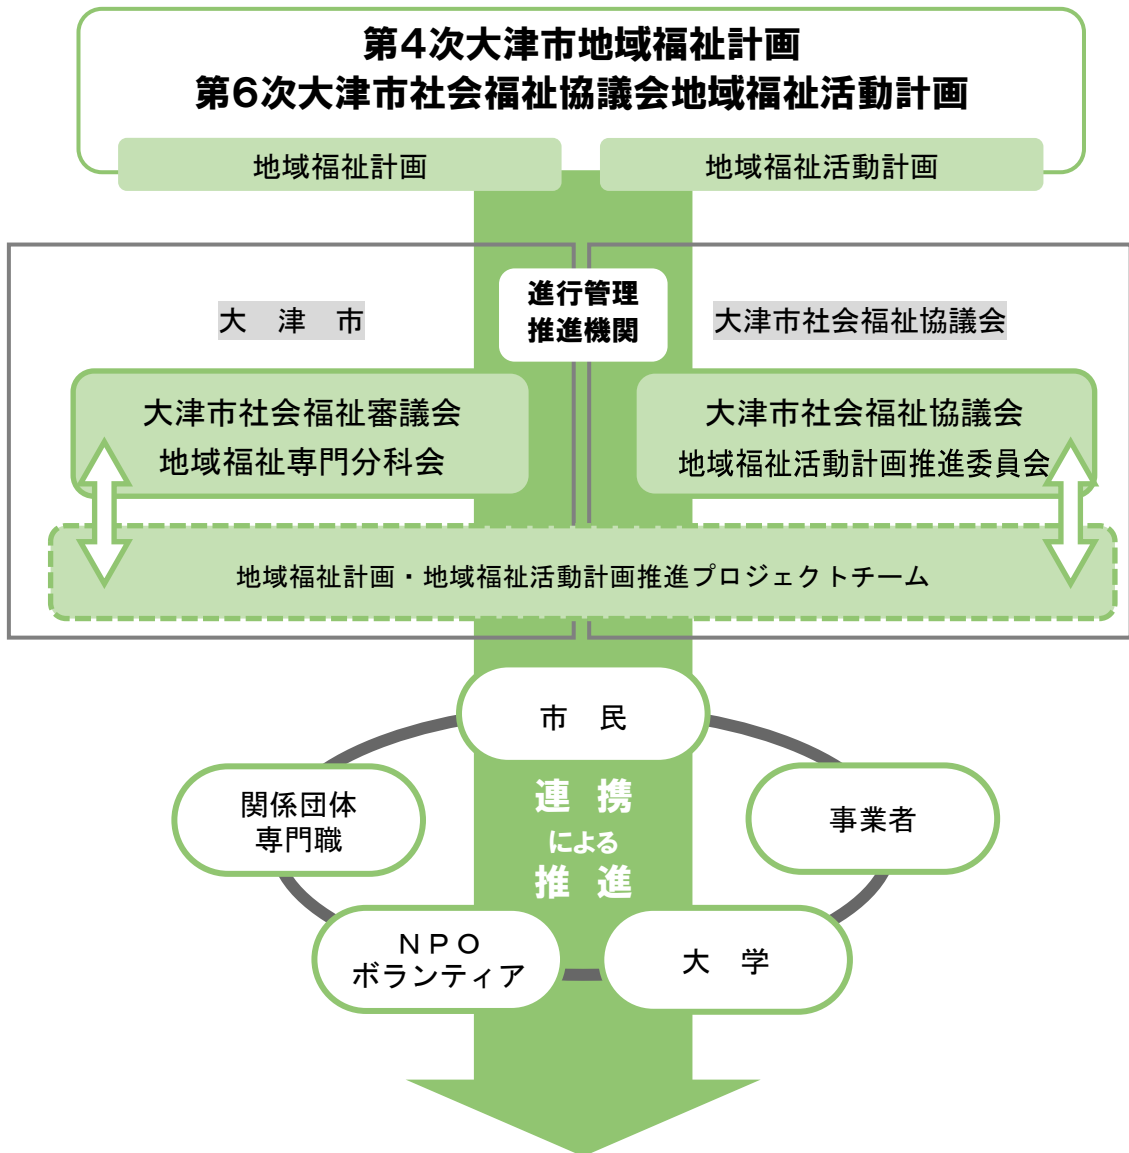 第4次大津市地域福祉計画
第6次大津市社会福祉協議会地域福祉活動計画
地域福祉計画
地域福祉活動計画
進行管理
推進機関
大　津　市
大津市社会福祉協議会
大津市社会福祉審議会
地域福祉専門分科会
大津市社会福祉協議会
地域福祉活動計画推進委員会
地域福祉計画・地域福祉活動計画推進プロジェクトチーム
市　民
関係団体
専門職
事業者
連 携
による
推 進
ＮＰＯ
ボランティア
大　学